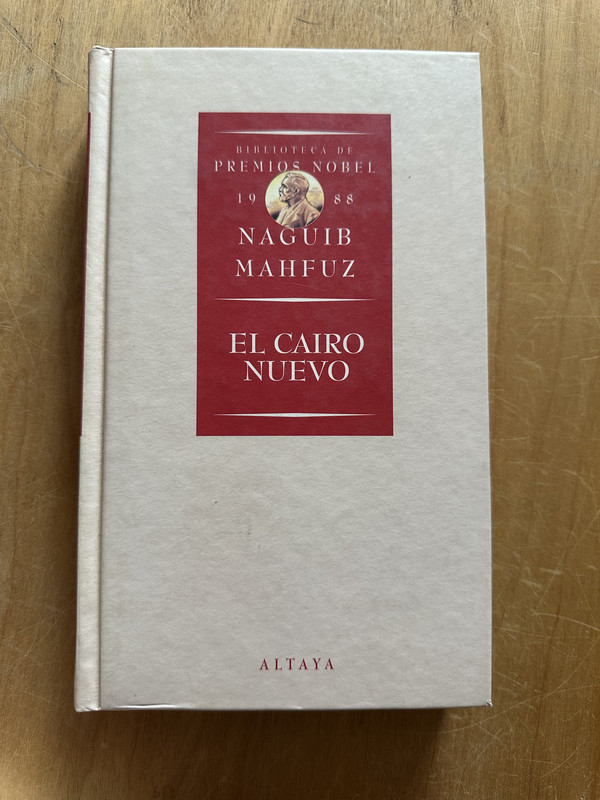 BIBLIOTECA DE
PREMIOS NOBEL
19 88
NAGUIB
MAHFUZ
EL CAIRO
NUEVO
ALTAYA